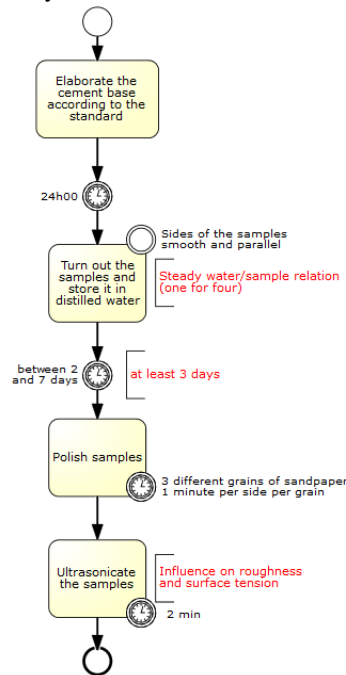 Elaborate the
cement base
according to the
standard
24h00
Sides of the samples
smooth and parallel
Turn out the
samples and
store it in
distilled water
Steady water/sample relation
(one for four)
between 2
and 7 days
at least 3 days
Polish samples
3 different grains of sandpaper
1 minute per side per grain
Ultrasonicate
the samples
Influence on roughness
and surface tension
2 min